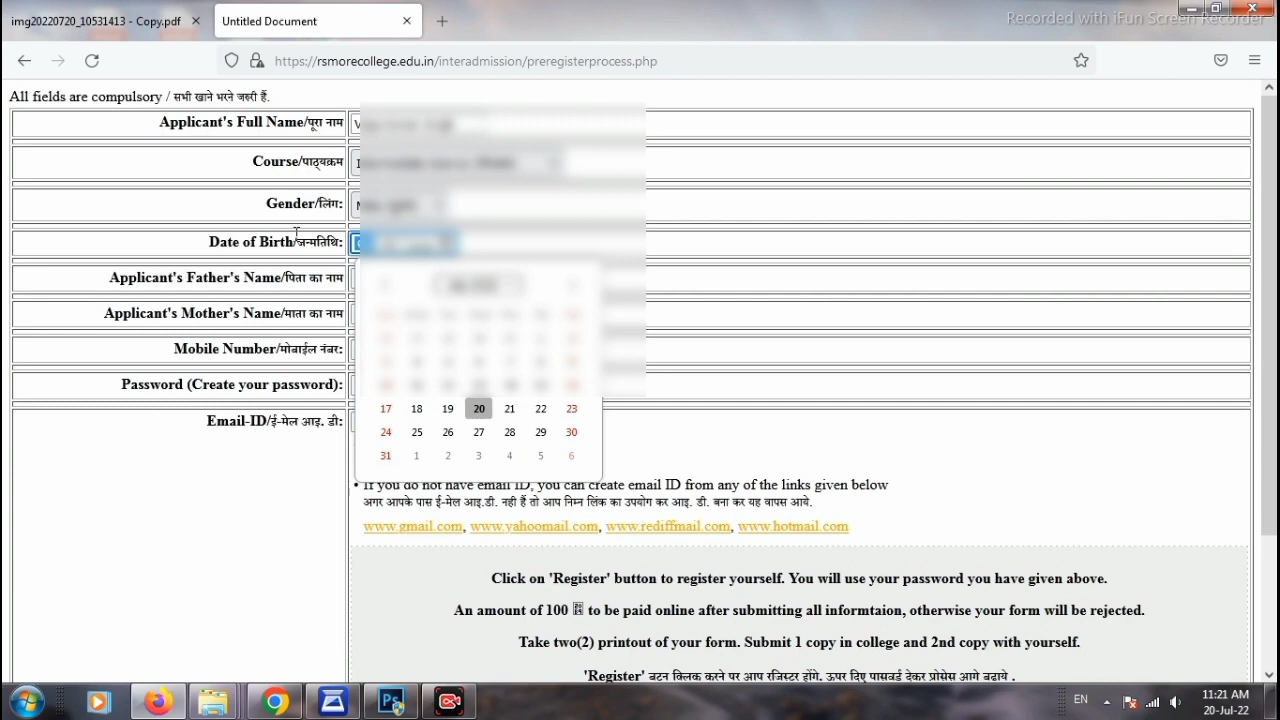 img20220720_10531413 - Copy.pdf
Untitled Document
Recorded with iFun Screen Recorder
https://rsmorecollege.edu.in/interadmission/preregisterprocess.php
All fields are compulsory / सभी खाने भरने जरुरी हैं.
Applicant's Full Name/पूरा नाम
Course/पाठ्यक्रम
Gender/लिंग:
Date of Birth/जन्मतिथि:
Applicant's Father's Name/पिता का नाम
Applicant's Mother's Name/माता का नाम
Mobile Number/मोबाईल नंबर:
Password (Create your password):
17 18 19 20 21 22 23
Email-ID/ई-मेल आइ. डी:
24 25 26 27 28 29 30
31 1 2 3 4 5 6
• If you do not have email ID, you can create email ID from any of the links given below
अगर आपके पास ई-मेल आइ.डी. नही हैं तो आप निम्न लिंक का उपयोग कर आइ. डी. बना कर यह वापस आये.
www.gmail.com, www.yahoomail.com, www.rediffmail.com, www.hotmail.com
Click on 'Register' button to register yourself. You will use your password you have given above.
An amount of 100 to be paid online after submitting all informtaion, otherwise your form will be rejected.
Take two(2) printout of your form. Submit 1 copy in college and 2nd copy with yourself.
'Register' बटन क्लिक करने पर आप रजिस्टर होंगे. ऊपर दिए पासवर्ड देकर प्रोसेस आगे बढाये .
EN
11:21 AM
20-Jul-22